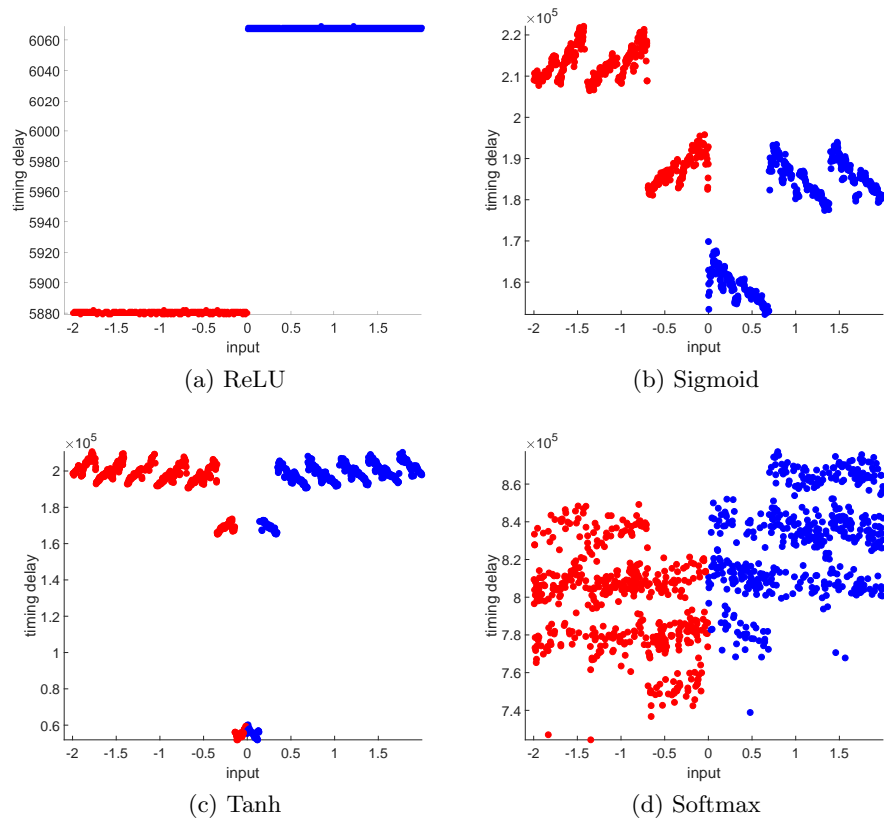 6060
6040
6020
6000
5980
5960
5940
5920
5900
5880
timing delay
-2 -1.5 -1 -0.5 0 0.5 1 1.5
input
(a) ReLU
×10⁵
2.2
2.1
2
1.9
1.8
1.7
1.6
timing delay
-2 -1.5 -1 -0.5 0 0.5 1 1.5
input
(b) Sigmoid
×10⁵
2
1.8
1.6
1.4
1.2
1
0.8
0.6
timing delay
-2 -1.5 -1 -0.5 0 0.5 1 1.5
input
(c) Tanh
×10⁵
8.6
8.4
8.2
8
7.8
7.6
7.4
timing delay
-2 -1.5 -1 -0.5 0 0.5 1 1.5
input
(d) Softmax